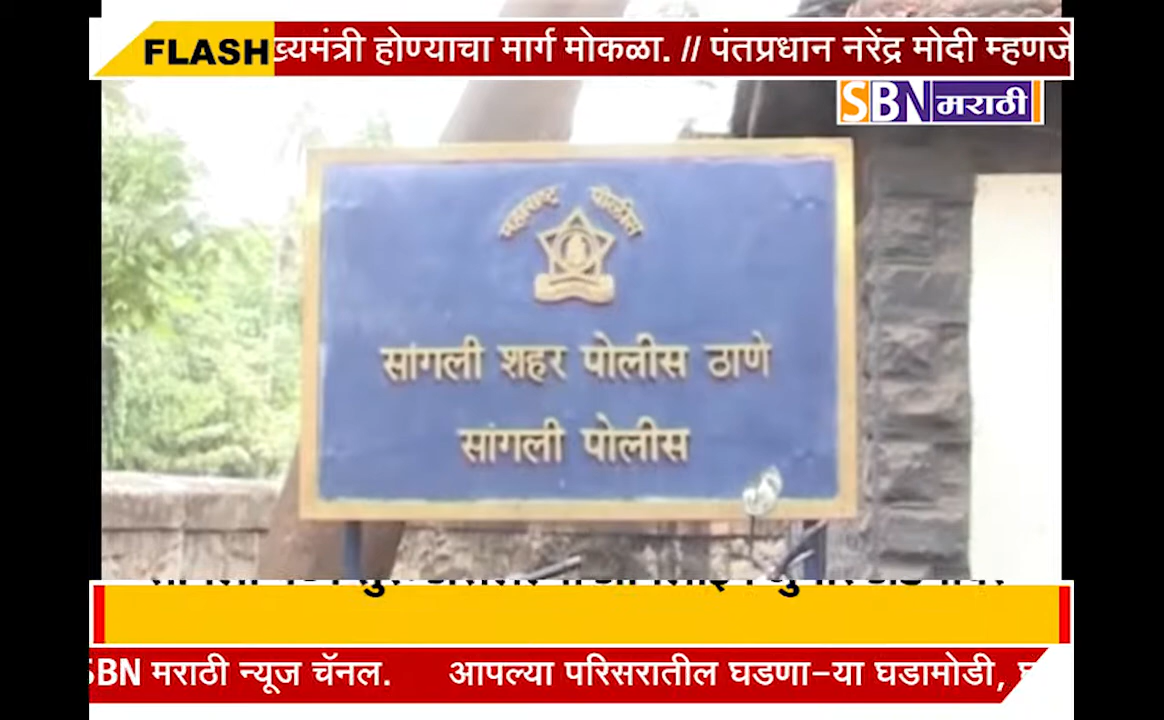 FLASH ख्यमंत्री होण्याचा मार्ग मोकळा. // पंतप्रधान नरेंद्र मोदी म्हणजे
SBN मराठी
महाराष्ट्र पोलीस
सांगली शहर पोलीस ठाणे
सांगली पोलीस
SBN मराठी न्यूज चॅनल. आपल्या परिसरातील घडणा-या घडामोडी,